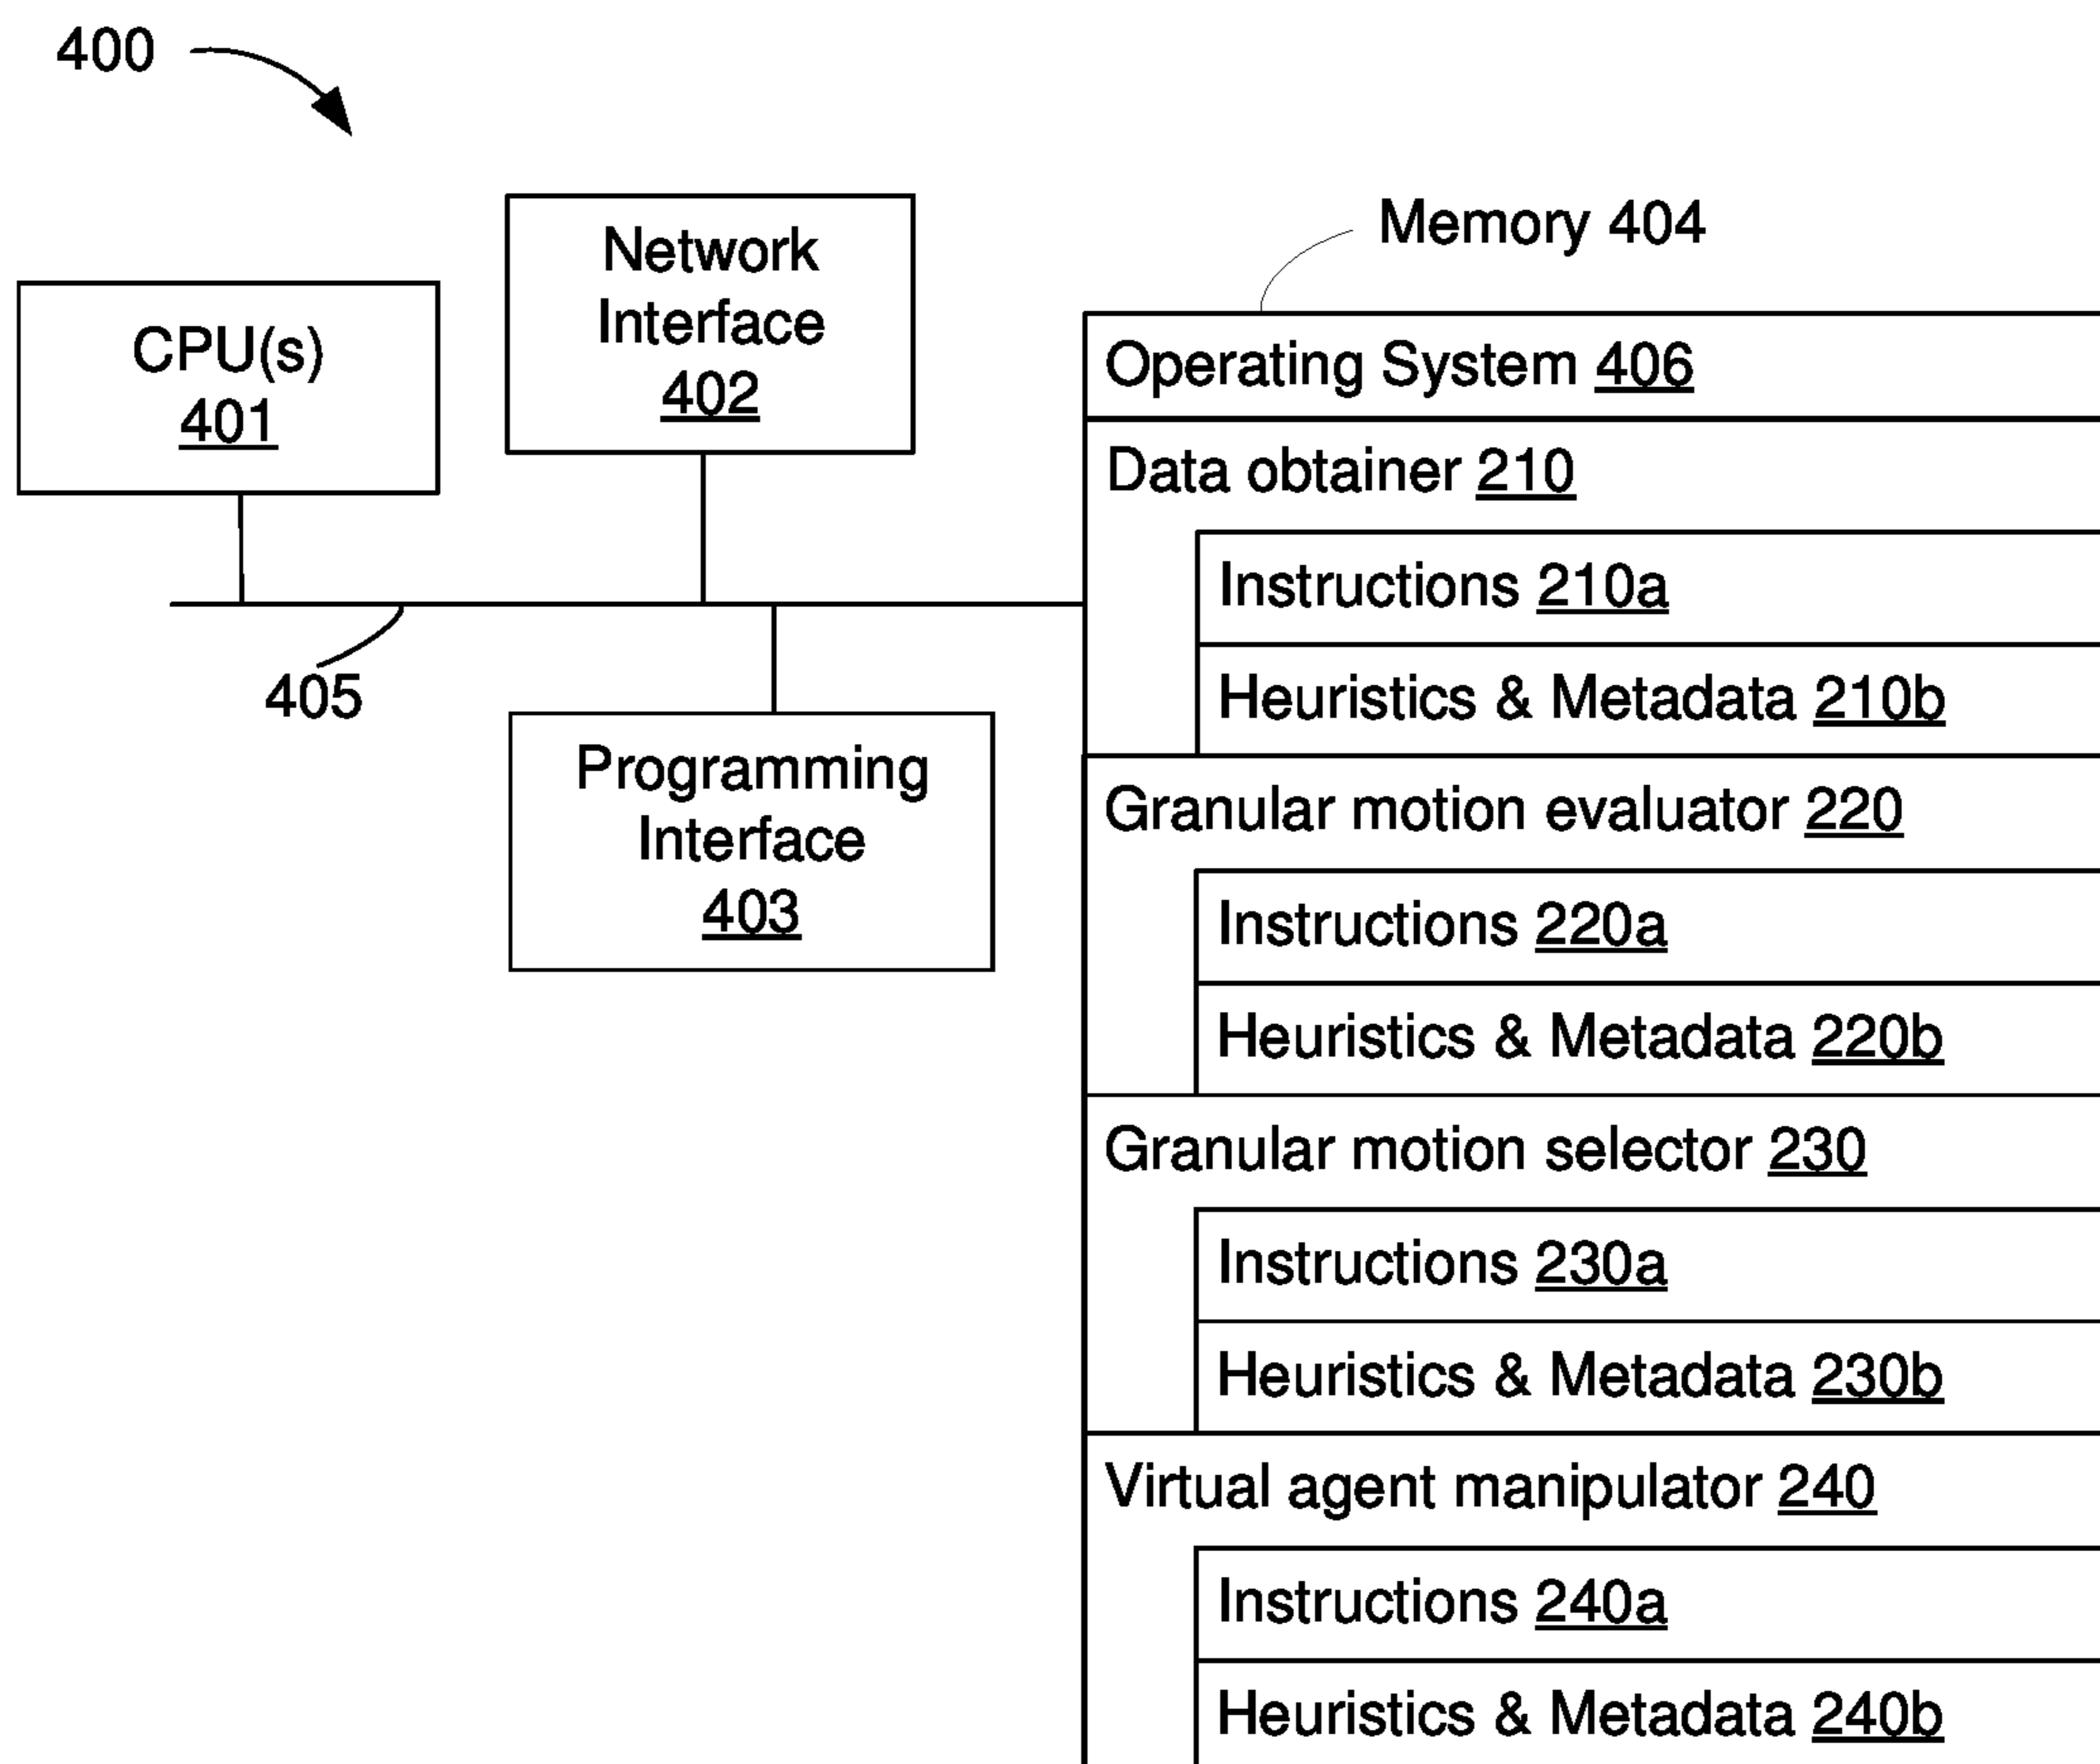 400
CPU(s)
401
Network
Interface
402
405
Programming
Interface
403
Memory 404
Operating System 406
Data obtainer 210
Instructions 210a
Heuristics & Metadata 210b
Granular motion evaluator 220
Instructions 220a
Heuristics & Metadata 220b
Granular motion selector 230
Instructions 230a
Heuristics & Metadata 230b
Virtual agent manipulator 240
Instructions 240a
Heuristics & Metadata 240b